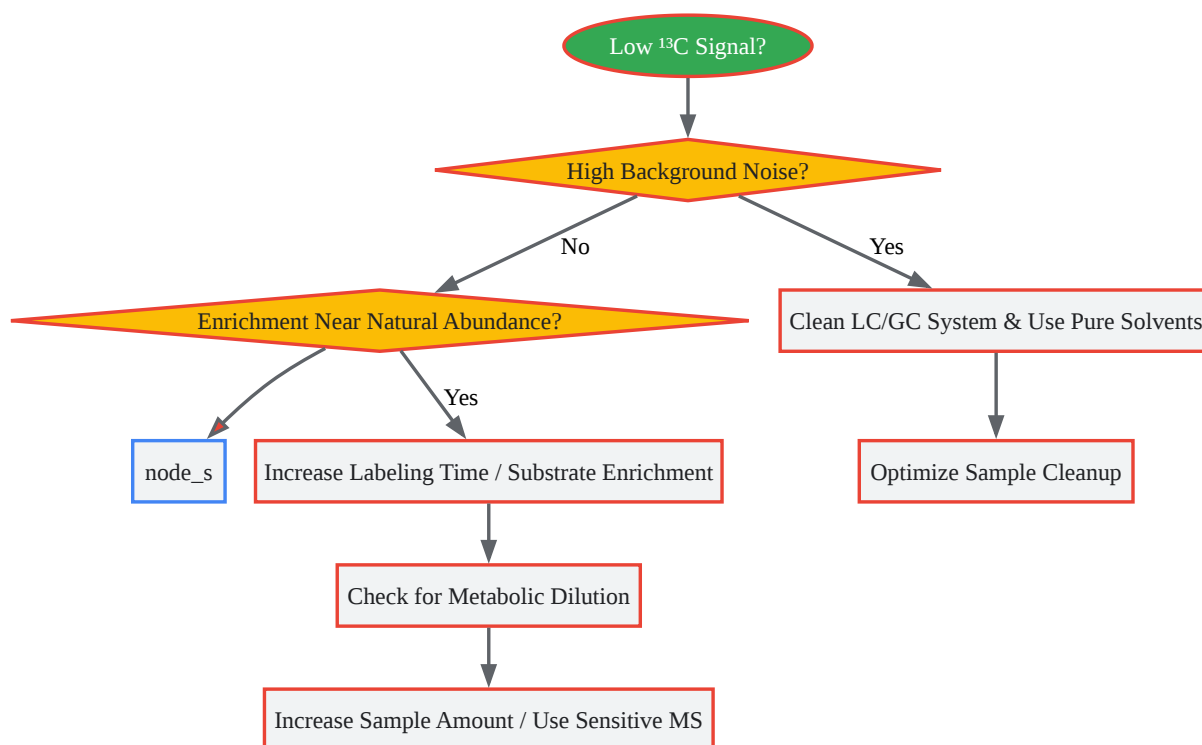 Low ¹³C Signal?
High Background Noise?
No
Yes
Enrichment Near Natural Abundance?
Clean LC/GC System & Use Pure Solvents
Yes
node_s
Increase Labeling Time / Substrate Enrichment
Optimize Sample Cleanup
Check for Metabolic Dilution
Increase Sample Amount / Use Sensitive MS